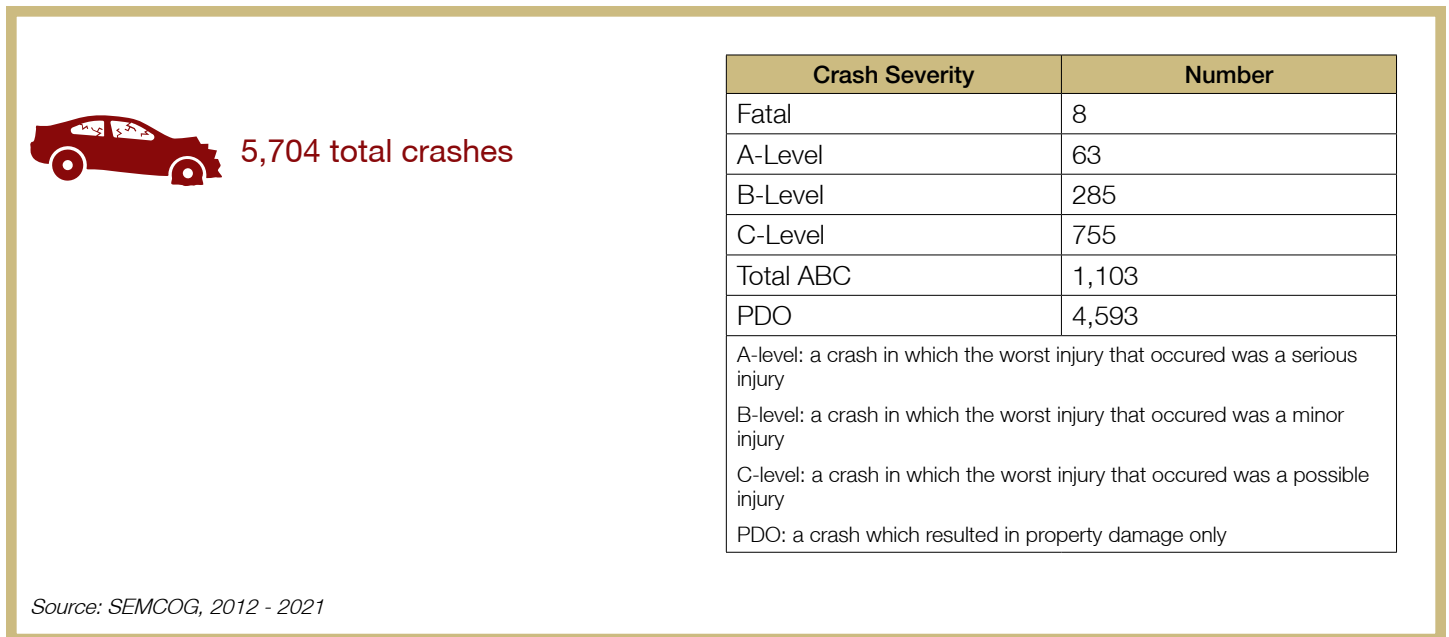 5,704 total crashes
Crash Severity Number
Fatal 8
A-Level 63
B-Level 285
C-Level 755
Total ABC 1,103
PDO 4,593
A-level: a crash in which the worst injury that occured was a serious
injury
B-level: a crash in which the worst injury that occured was a minor
injury
C-level: a crash in which the worst injury that occured was a possible
injury
PDO: a crash which resulted in property damage only
Source: SEMCOG, 2012 - 2021